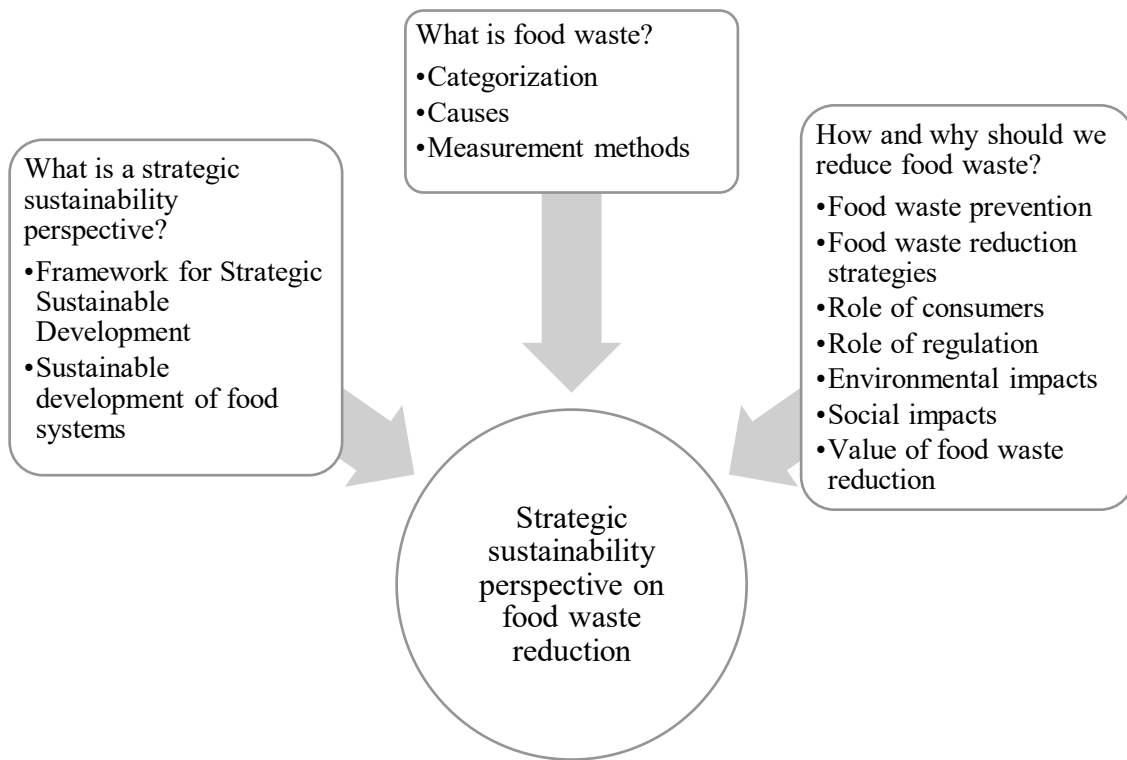 What is food waste?
•Categorization
•Causes
•Measurement methods
What is a strategic
sustainability
perspective?
•Framework for Strategic
Sustainable
Development
•Sustainable
development of food
systems
How and why should we
reduce food waste?
•Food waste prevention
•Food waste reduction
strategies
•Role of consumers
•Role of regulation
•Environmental impacts
•Social impacts
•Value of food waste
reduction
Strategic
sustainability
perspective on
food waste
reduction